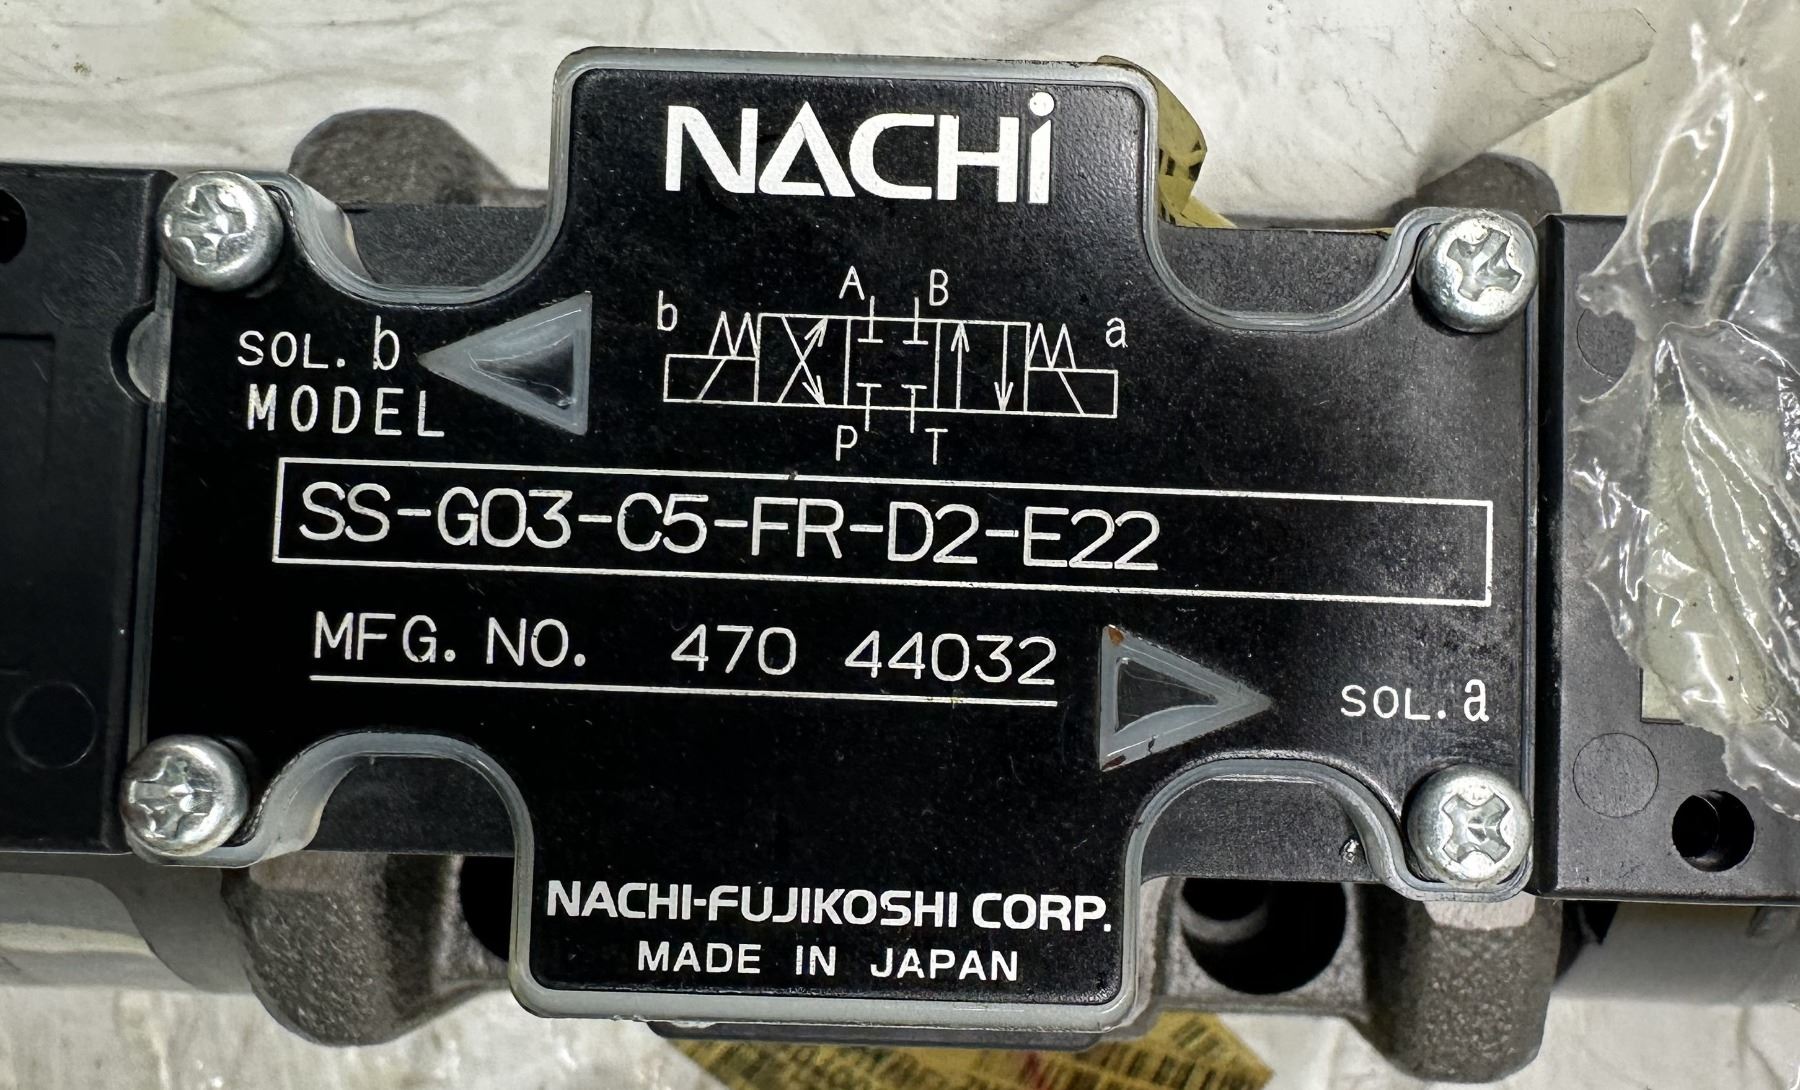 NACHi
A B
b a
SOL. b
MODEL
P T
SS-G03-C5-FR-D2-E22
MFG. NO. 470 44032
SOL. a
NACHI-FUJIKOSHI CORP.
MADE IN JAPAN